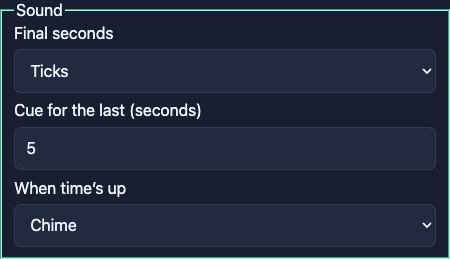 Sound
Final seconds
Ticks
Cue for the last (seconds)
5
When time’s up
Chime